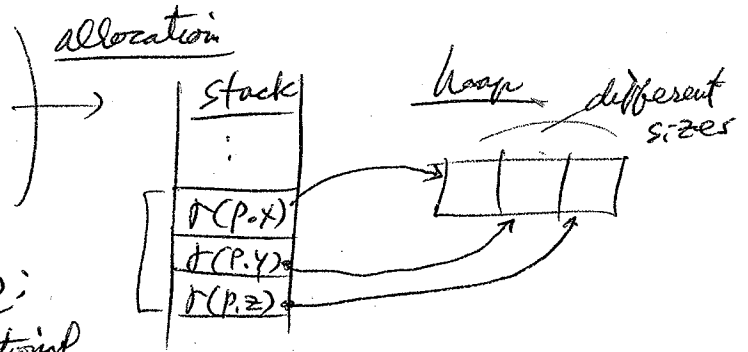 allocation
stack
heap
different
sizes
:
r(p.x)
r(p.y)
r(p.z)